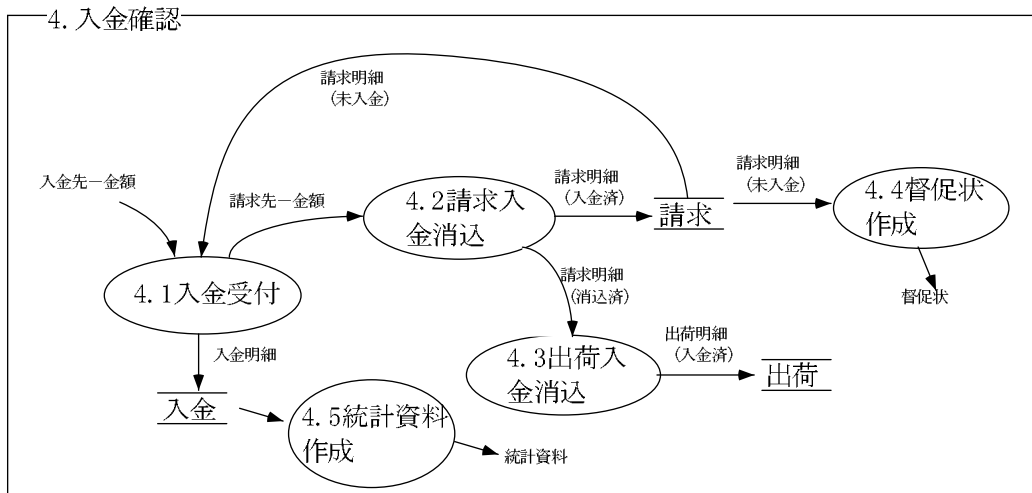 4.入金確認
請求明細
(未入金)
入金先－金額
請求先－金額
4.2請求入
金消込
請求明細
(入金済)
請求
請求明細
(未入金)
4.4督促状
作成
督促状
4.1入金受付
請求明細
(消込済)
入金明細
4.3出荷入
金消込
出荷明細
(入金済)
出荷
入金
4.5統計資料
作成
統計資料